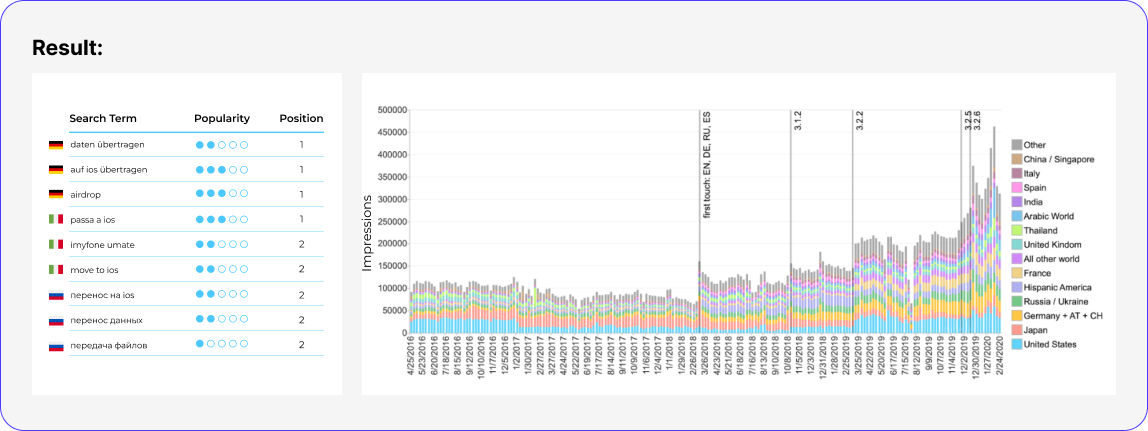 Result:
Search Term Popularity Position
daten übertragen 1
auf ios übertragen 1
airdrop 1
passa a ios 1
imyfone umate 2
move to ios 2
перенос на ios 2
перенос данных 2
передача файлов 2
Impressions
500000
450000
400000
350000
300000
250000
200000
150000
100000
50000
0
first touch: EN, DE, RU, ES
3.1.2
3.2.2
3.2.5
3.2.6
4/25/2016
5/23/2016
6/20/2016
7/18/2016
8/15/2016
9/12/2016
10/10/2016
11/7/2016
12/5/2016
1/2/2017
1/30/2017
2/27/2017
3/27/2017
4/24/2017
5/22/2017
6/19/2017
7/17/2017
8/14/2017
9/11/2017
10/9/2017
11/6/2017
12/4/2017
1/1/2018
1/29/2018
2/26/2018
3/26/2018
4/23/2018
5/21/2018
6/18/2018
7/16/2018
8/13/2018
9/10/2018
10/8/2018
11/5/2018
12/3/2018
12/31/2018
1/28/2019
2/25/2019
3/25/2019
4/22/2019
5/20/2019
6/17/2019
7/15/2019
8/12/2019
9/9/2019
10/7/2019
11/4/2019
12/2/2019
12/30/2019
1/27/2020
2/24/2020
Other
China / Singapore
Italy
Spain
India
Arabic World
Thailand
United Kindom
All other world
France
Hispanic America
Russia / Ukraine
Germany + AT + CH
Japan
United States